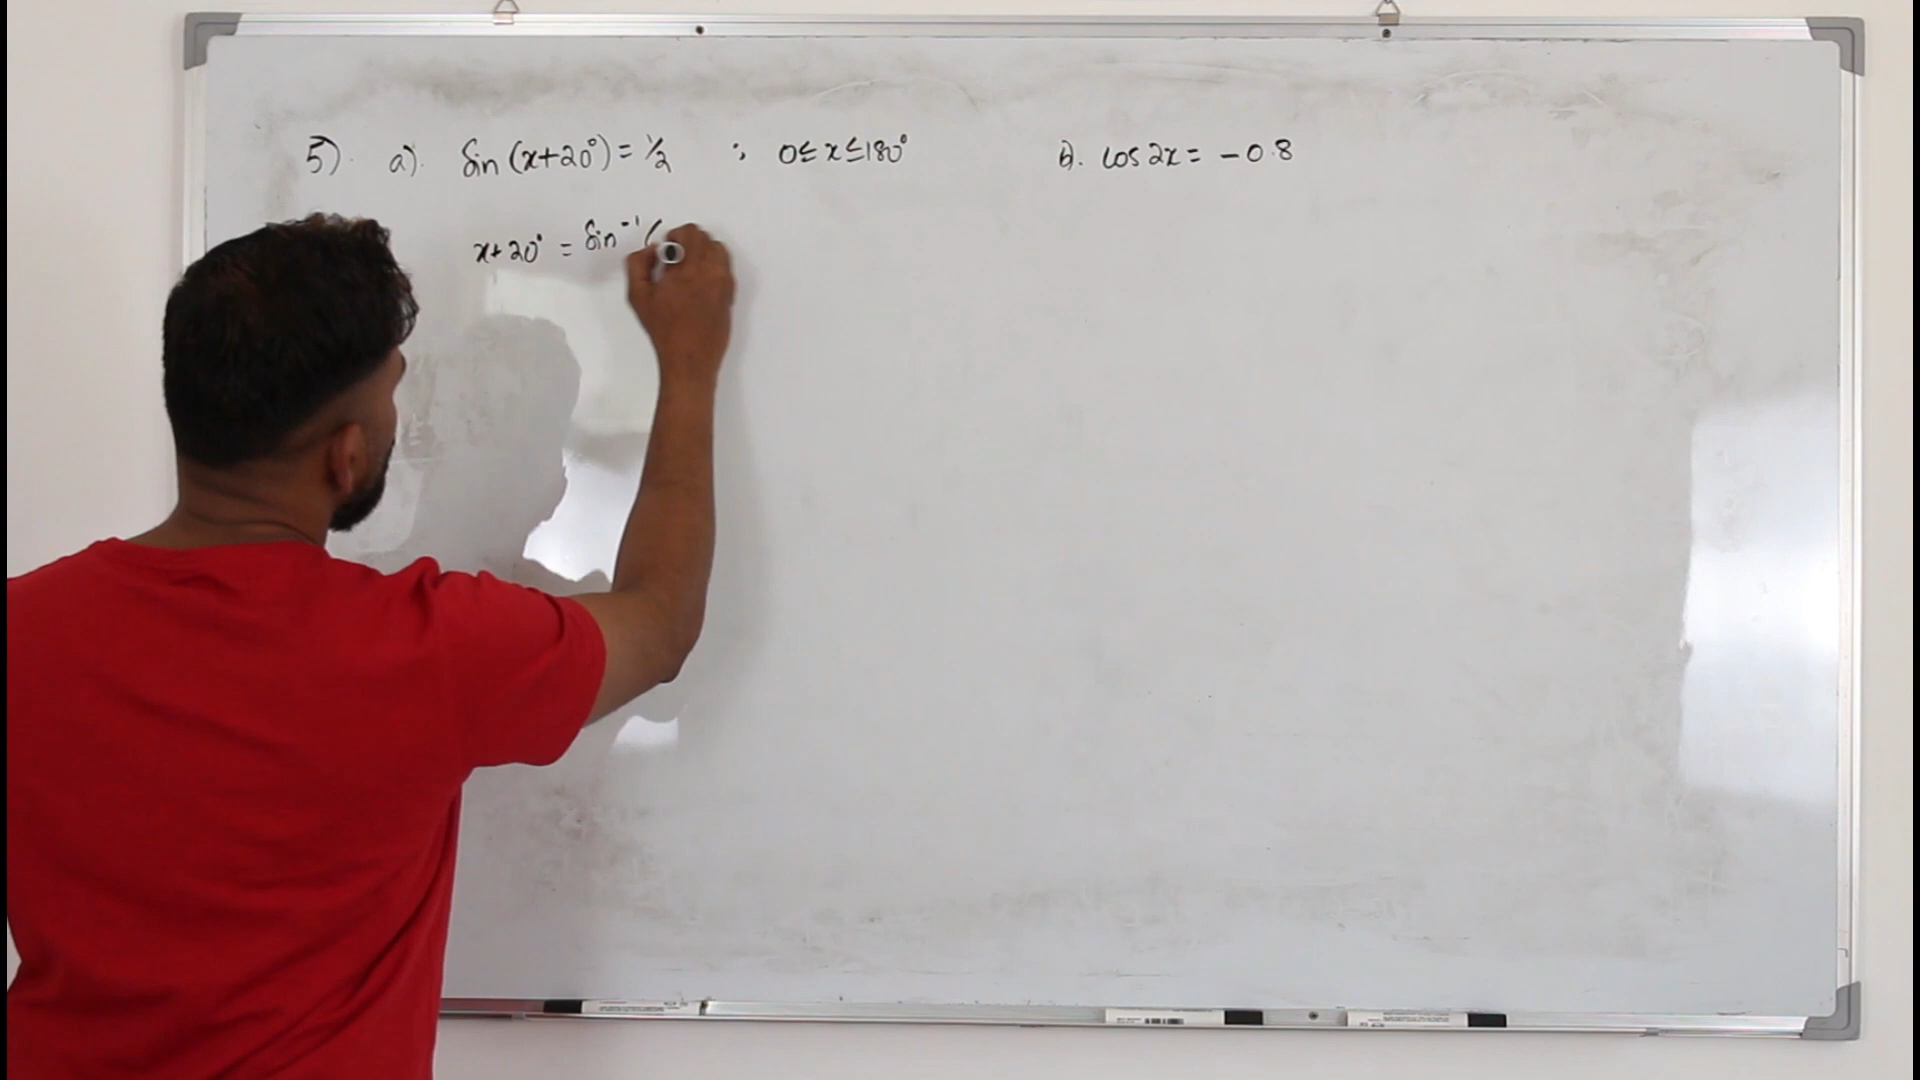 5). a). Sin (x+20°) = 1/2 ; 0≤ x ≤180° b). Cos 2x = -0.8
x+20° = Sin⁻¹(